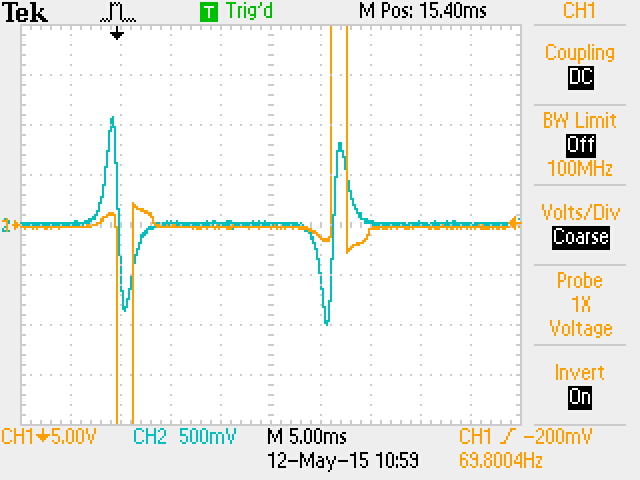 Tek T Trig'd M Pos: 15.40ms CH1
Coupling
DC
BW Limit
Off
100MHz
Volts/Div
Coarse
Probe
1X
Voltage
Invert
On
CH1 5.00V CH2 500mV M 5.00ms CH1 -200mV
12-May-15 10:59 69.8004Hz